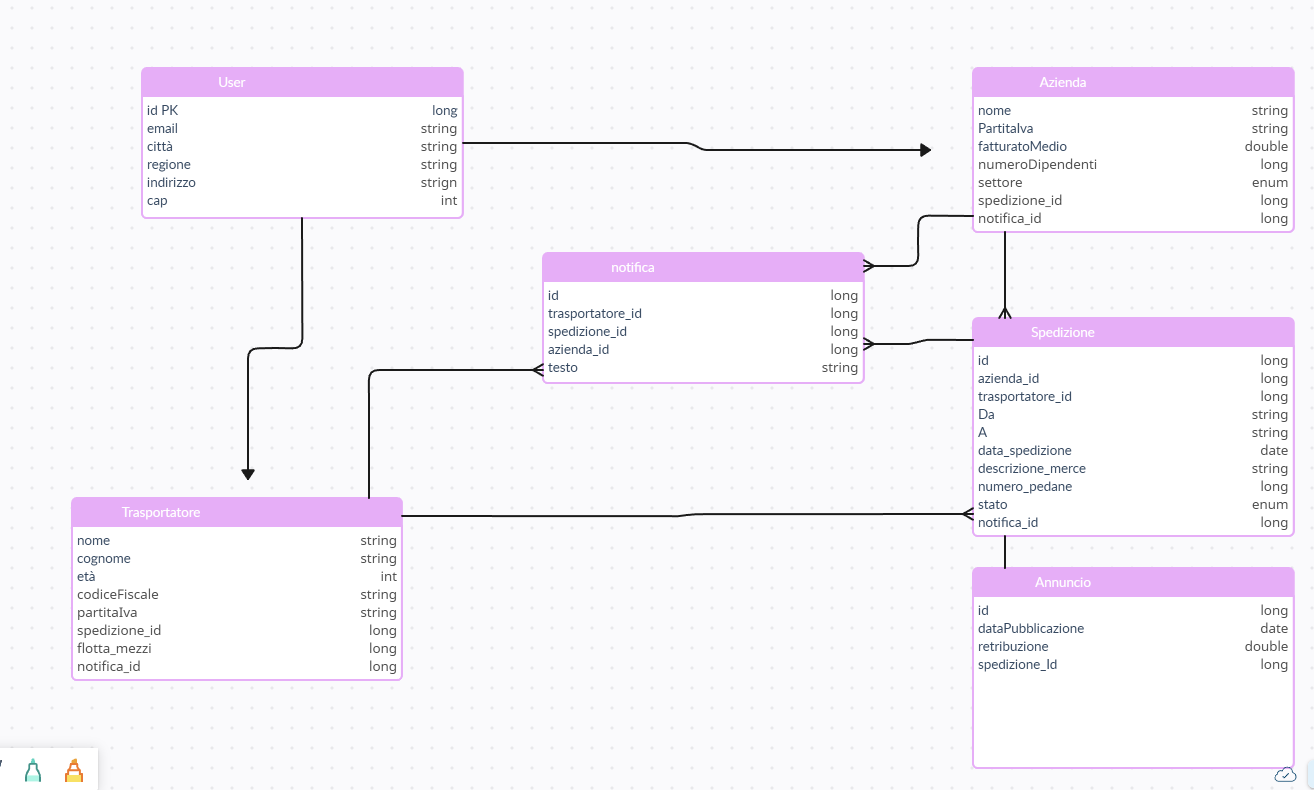 User
id PK long
email string
città string
regione string
indirizzo strign
cap int
Azienda
nome string
PartitaIva string
fatturatoMedio double
numeroDipendenti long
settore enum
spedizione_id long
notifica_id long
notifica
id long
trasportatore_id long
spedizione_id long
azienda_id long
testo string
Spedizione
id long
azienda_id long
trasportatore_id long
Da string
A string
data_spedizione date
descrizione_merce string
numero_pedane long
stato enum
notifica_id long
Trasportatore
nome string
cognome string
età int
codiceFiscale string
partitaIva string
spedizione_id long
flotta_mezzi long
notifica_id long
Annuncio
id long
dataPubblicazione date
retribuzione double
spedizione_Id long